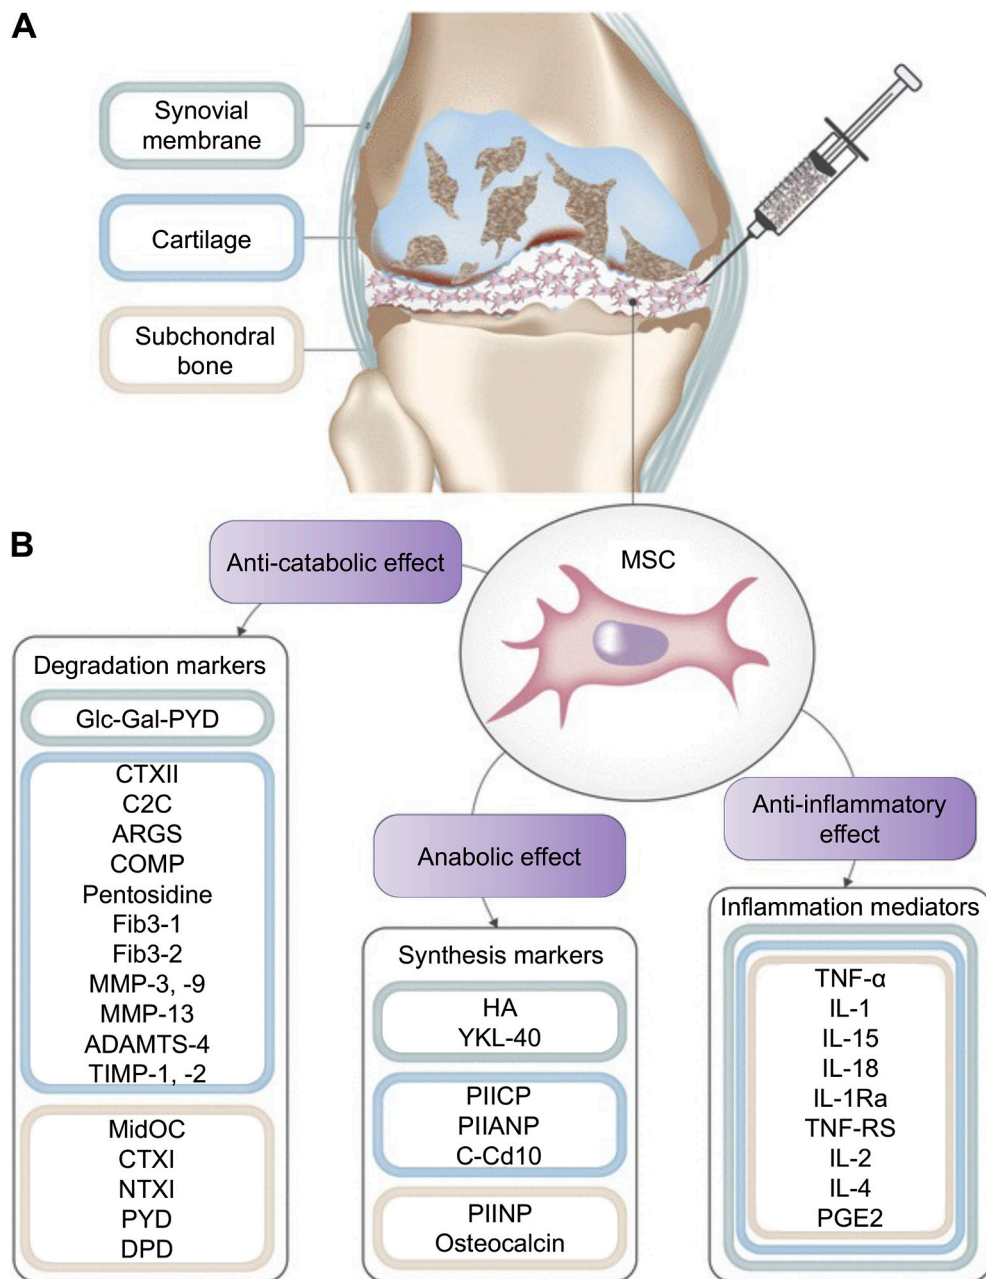 A
Synovial
membrane
Cartilage
Subchondral
bone
B
Anti-catabolic effect
MSC
Degradation markers
Glc-Gal-PYD
CTXII
C2C
ARGS
COMP
Pentosidine
Fib3-1
Fib3-2
MMP-3, -9
MMP-13
ADAMTS-4
TIMP-1, -2
MidOC
CTXI
NTXI
PYD
DPD
Anabolic effect
Synthesis markers
HA
YKL-40
PIICP
PIIANP
C-Cd10
PIINP
Osteocalcin
Anti-inflammatory
effect
Inflammation mediators
TNF-α
IL-1
IL-15
IL-18
IL-1Ra
TNF-RS
IL-2
IL-4
PGE2